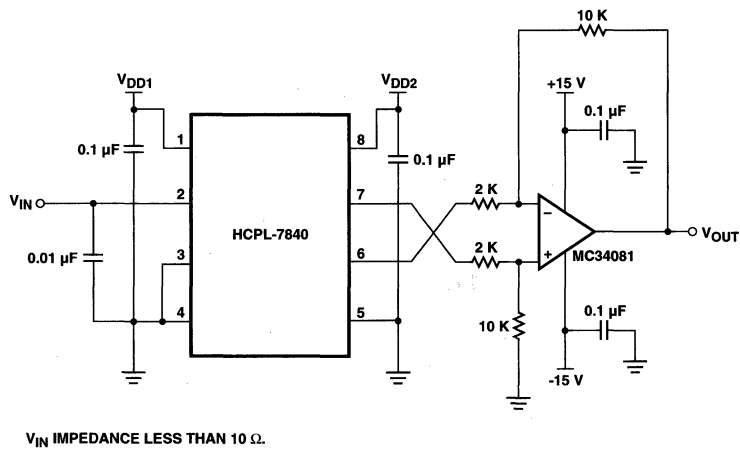 10 K
V_DD1
V_DD2
+15 V
0.1 µF
1
8
0.1 µF
0.1 µF
V_IN
2
7
2 K
−
HCPL-7840
V_OUT
0.01 µF
3
6
2 K
+
MC34081
4
5
10 K
0.1 µF
-15 V
V_IN IMPEDANCE LESS THAN 10 Ω.